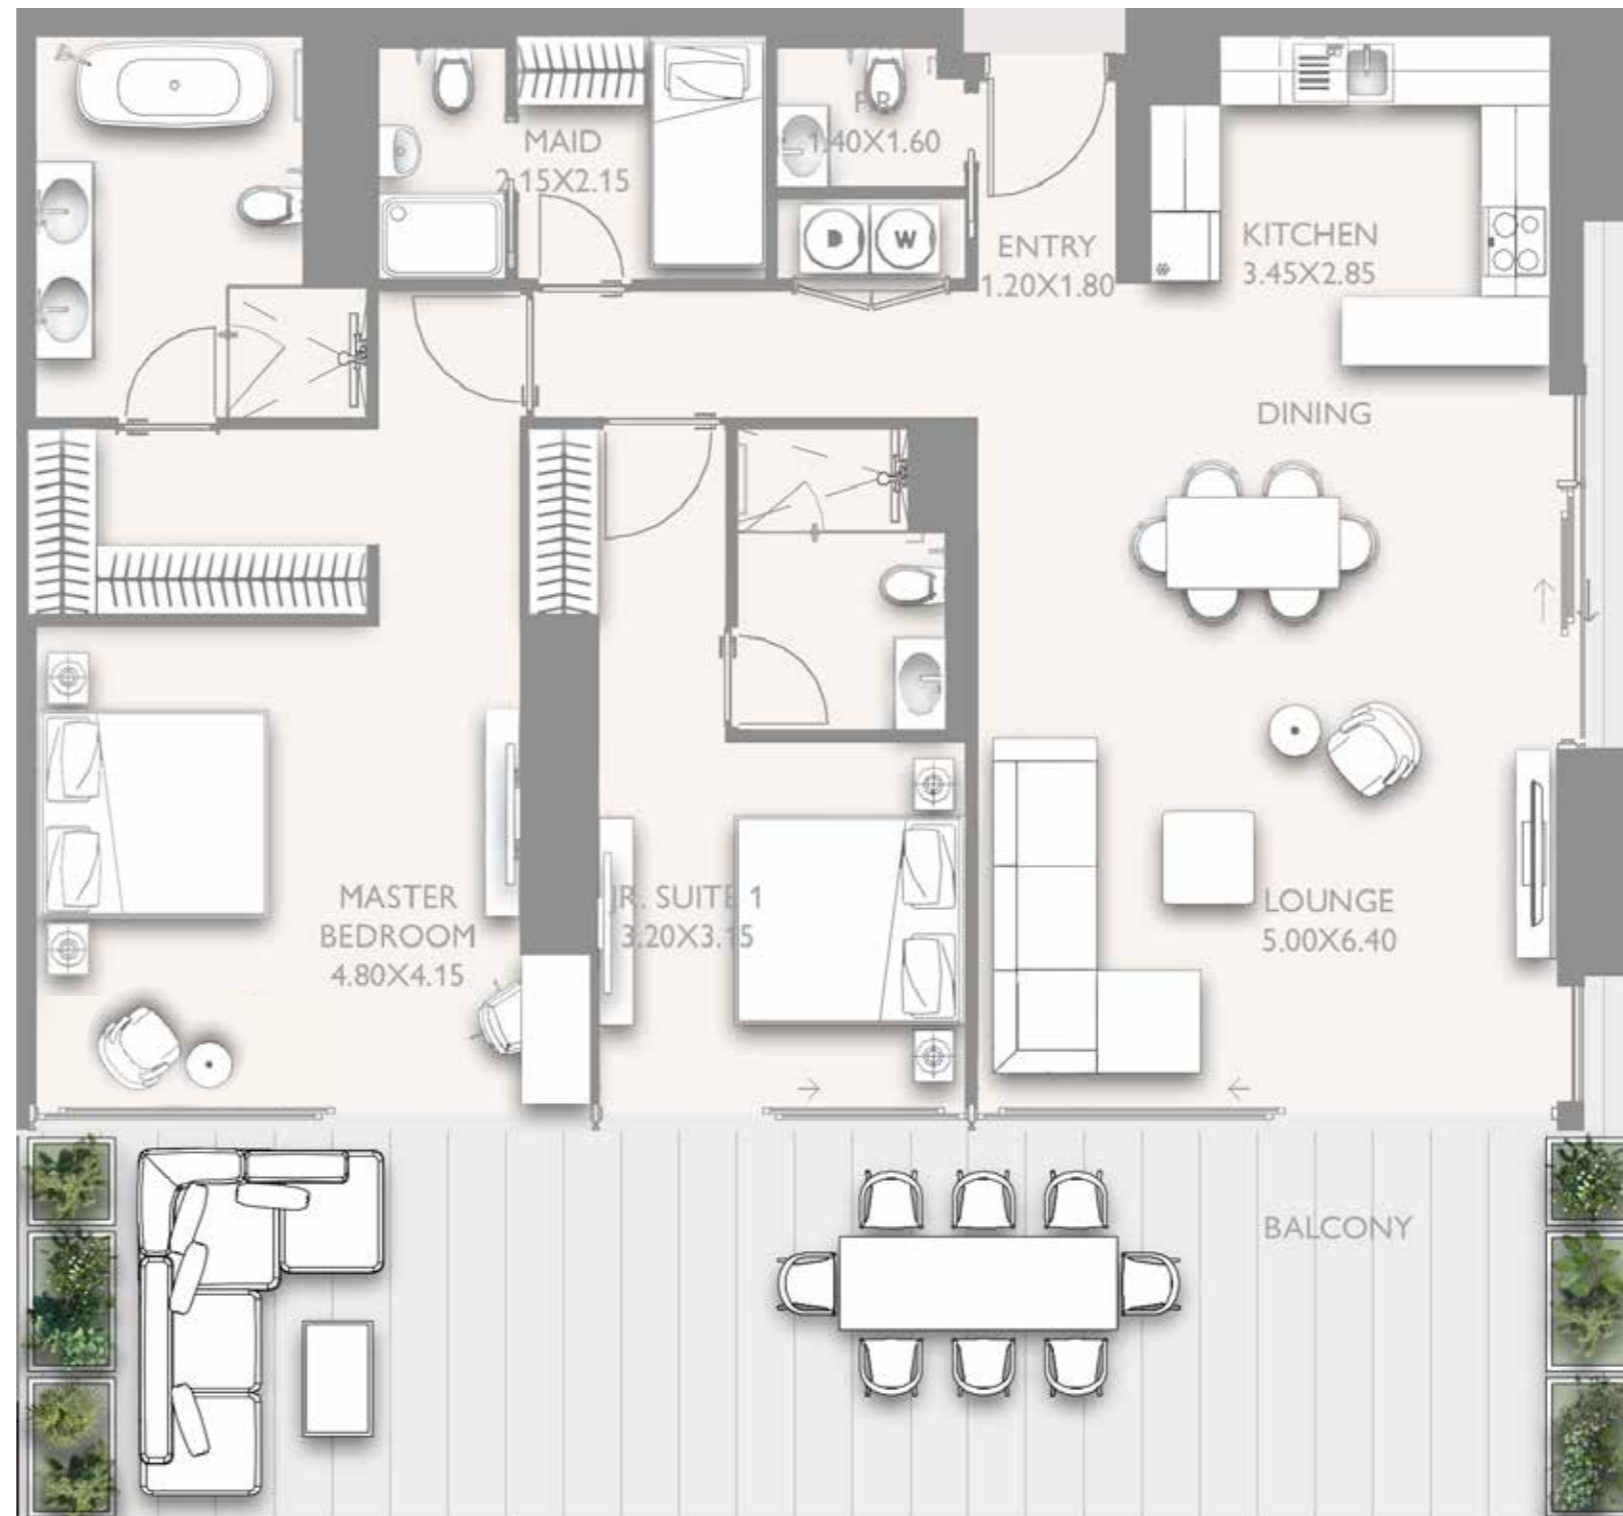 MAID
2.15X2.15
P.R
1.40X1.60
D
W
ENTRY
1.20X1.80
KITCHEN
3.45X2.85
DINING
MASTER
BEDROOM
4.80X4.15
JR. SUITE 1
3.20X3.15
LOUNGE
5.00X6.40
BALCONY